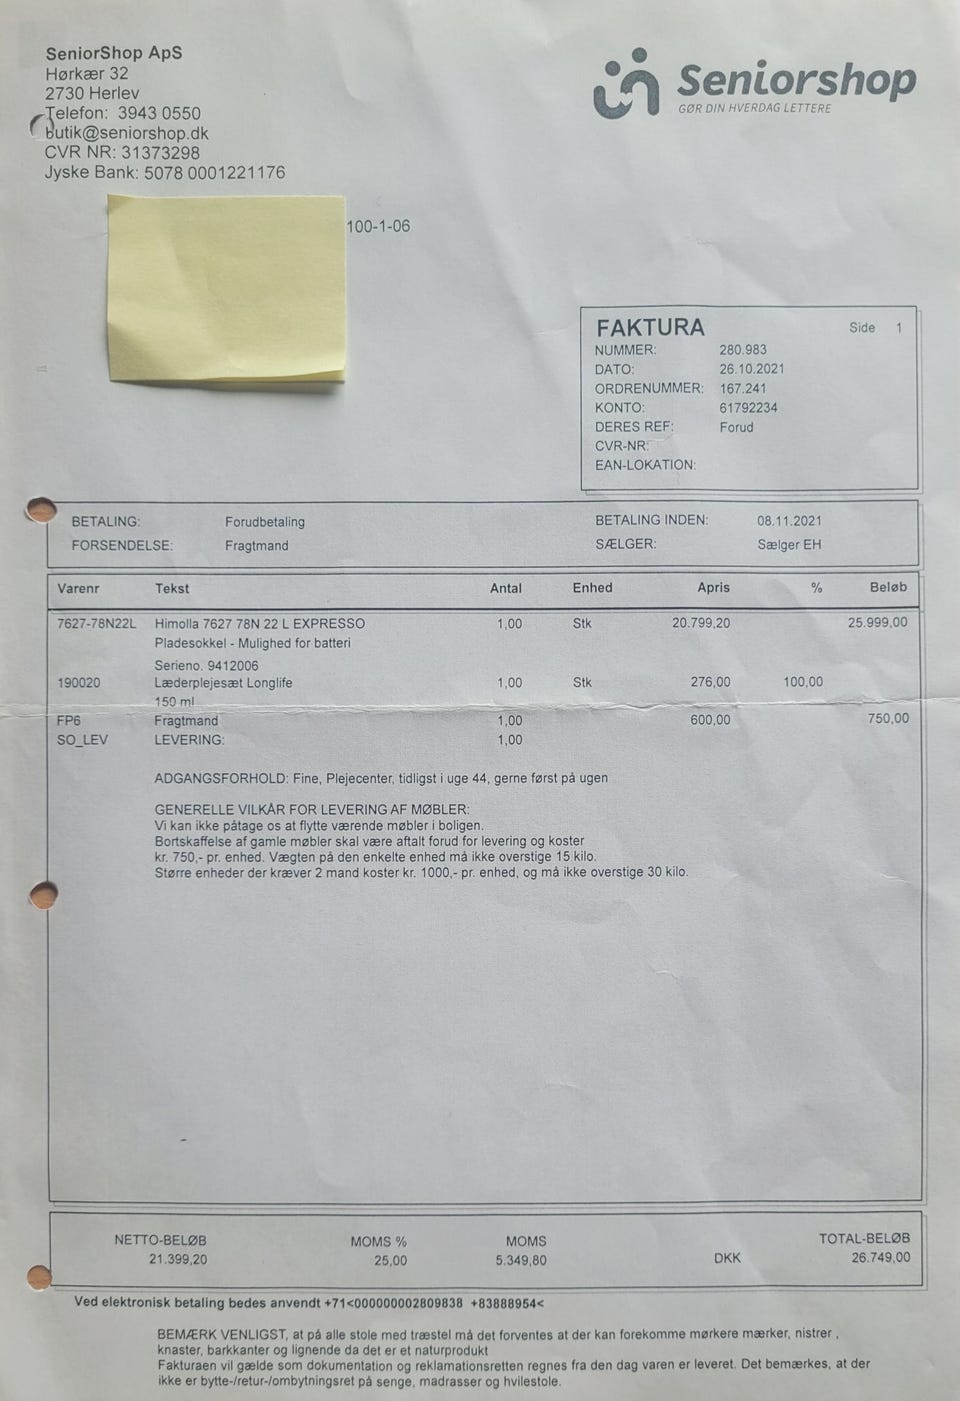 SeniorShop ApS
Hørkær 32
2730 Herlev
Telefon: 3943 0550
butik@seniorshop.dk
CVR NR: 31373298
Jyske Bank: 5078 0001221176
Seniorshop
GØR DIN HVERDAG LETTERE
100-1-06
FAKTURA Side 1
NUMMER: 280.983
DATO: 26.10.2021
ORDRENUMMER: 167.241
KONTO: 61792234
DERES REF: Forud
CVR-NR:
EAN-LOKATION:
BETALING: Forudbetaling BETALING INDEN: 08.11.2021
FORSENDELSE: Fragtmand SÆLGER: Sælger EH
Varenr Tekst Antal Enhed Apris % Beløb
7627-78N22L Himolla 7627 78N 22 L EXPRESSO 1,00 Stk 20.799,20 25.999,00
Pladesokkel - Mulighed for batteri
Serieno. 9412006
190020 Læderplejesæt Longlife 1,00 Stk 276,00 100,00
150 ml
FP6 Fragtmand 1,00 600,00 750,00
SO_LEV LEVERING: 1,00
ADGANGSFORHOLD: Fine, Plejecenter, tidligst i uge 44, gerne først på ugen
GENERELLE VILKÅR FOR LEVERING AF MØBLER:
Vi kan ikke påtage os at flytte værende møbler i boligen.
Bortskaffelse af gamle møbler skal være aftalt forud for levering og koster
kr. 750,- pr. enhed. Vægten på den enkelte enhed må ikke overstige 15 kilo.
Større enheder der kræver 2 mand koster kr. 1000,- pr. enhed, og må ikke overstige 30 kilo.
NETTO-BELØB MOMS % MOMS TOTAL-BELØB
21.399,20 25,00 5.349,80 DKK 26.749,00
Ved elektronisk betaling bedes anvendt +71<000000002809838 +83888954<
BEMÆRK VENLIGST, at på alle stole med træstel må det forventes at der kan forekomme mørkere mærker, nistrer ,
knaster, barkkanter og lignende da det er et naturprodukt
Fakturaen vil gælde som dokumentation og reklamationsretten regnes fra den dag varen er leveret. Det bemærkes, at der
ikke er bytte-/retur-/ombytningsret på senge, madrasser og hvilestole.